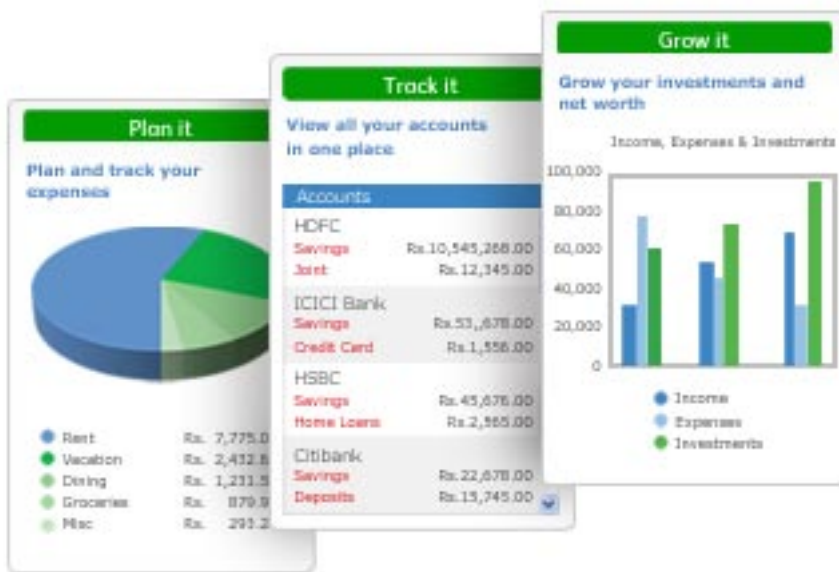 Plan it
Plan and track your
expenses
Rent Rs. 7,775.0
Vacation Rs. 2,432.6
Dining Rs. 1,231.5
Groceries Rs. 879.9
Misc Rs. 293.2
Track it
View all your accounts
in one place
Accounts
HDFC
Savings Rs.10,545,268.00
Joint Rs.12,345.00
ICICI Bank
Savings Rs.53,,678.00
Credit Card Rs.1,556.00
HSBC
Savings Rs.45,676.00
Home Loans Rs.2,565.00
Citibank
Savings Rs.22,678.00
Deposits Rs.15,745.00
Grow it
Grow your investments and
net worth
Income, Expenses & Investments
100,000
80,000
60,000
40,000
20,000
0
Income
Expenses
Investments